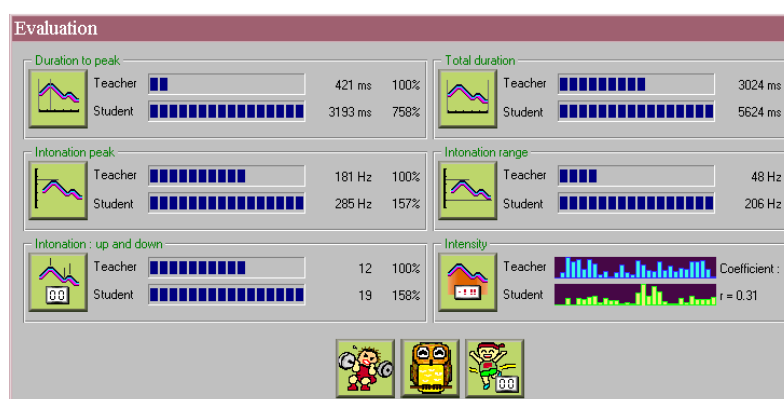 Evaluation
Duration to peak
Teacher 421 ms 100%
Student 3193 ms 758%
Total duration
Teacher 3024 ms
Student 5624 ms
Intonation peak
Teacher 181 Hz 100%
Student 285 Hz 157%
Intonation range
Teacher 48 Hz
Student 206 Hz
Intonation : up and down
Teacher 12 100%
Student 19 158%
00
Intensity
Teacher Coefficient :
Student r = 0.31
00